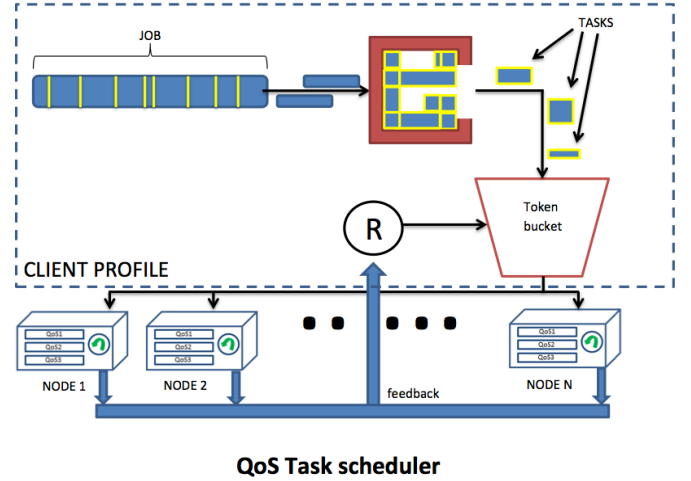 JOB
TASKS
Token
bucket
R
CLIENT PROFILE
QoS1
QoS2
QoS3
NODE 1
QoS1
QoS2
QoS3
NODE 2
QoS1
QoS2
QoS3
NODE N
feedback
QoS Task scheduler